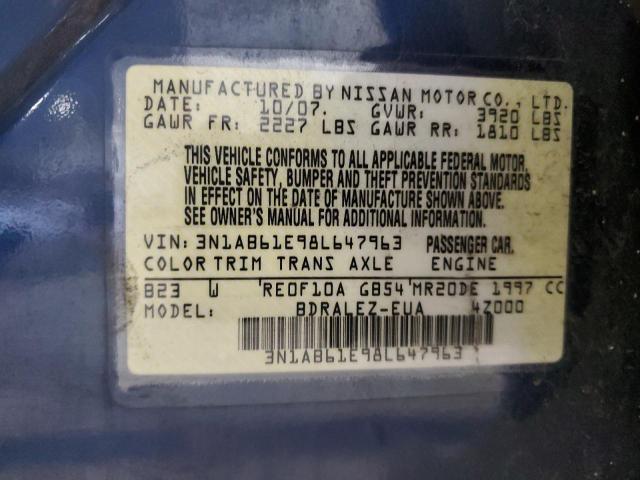 MANUFACTURED BY NISSAN MOTOR CO., LTD.
DATE: 10/07. GVWR: 3920 LBS
GAWR FR: 2227 LBS GAWR RR: 1810 LBS
THIS VEHICLE CONFORMS TO ALL APPLICABLE FEDERAL MOTOR
VEHICLE SAFETY, BUMPER AND THEFT PREVENTION STANDARDS
IN EFFECT ON THE DATE OF MANUFACTURE SHOWN ABOVE.
SEE OWNER'S MANUAL FOR ADDITIONAL INFORMATION.
VIN: 3N1AB61E98L647963 PASSENGER CAR.
COLOR TRIM TRANS AXLE ENGINE
B23 W 'RE0F10A GB54'MR20DE 1997 CC
MODEL: BDRALEZ-EUA 4Z000
3N1AB61E98L647963